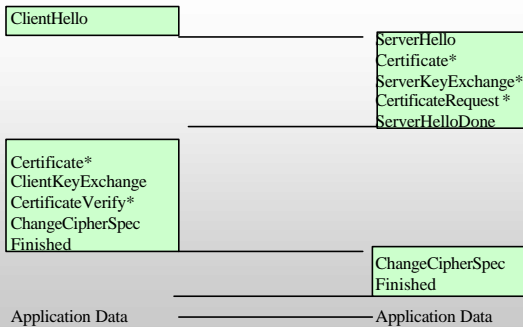 ClientHello
ServerHello
Certificate*
ServerKeyExchange*
CertificateRequest *
ServerHelloDone
Certificate*
ClientKeyExchange
CertificateVerify*
ChangeCipherSpec
Finished
ChangeCipherSpec
Finished
Application Data
Application Data